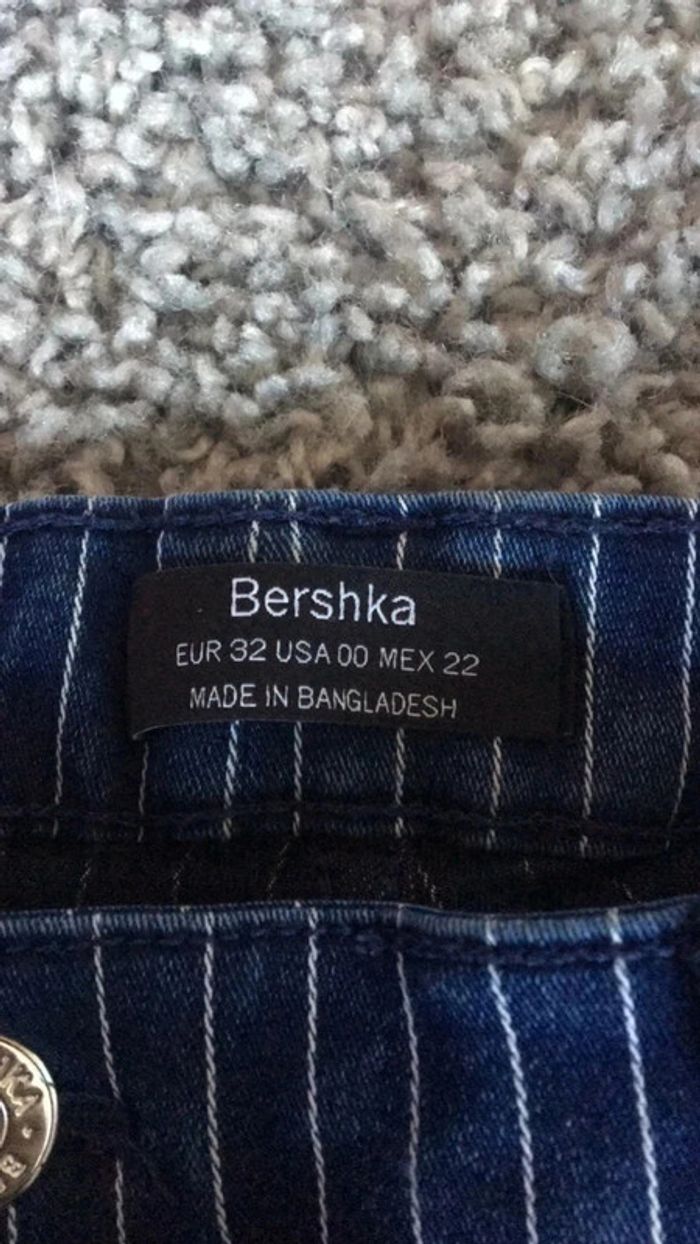 Bershka
EUR 32 USA 00 MEX 22
MADE IN BANGLADESH